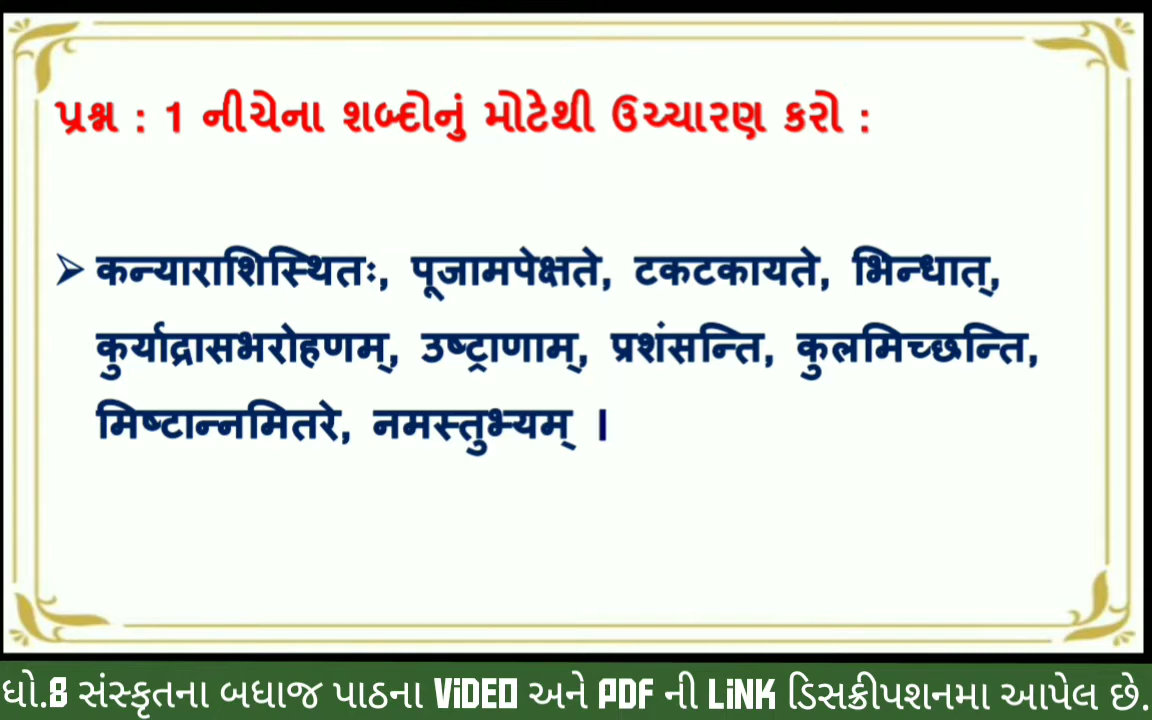 પ્રશ્ન : 1 નીચેના શબ્દોનું મોટેથી ઉચ્ચારણ કરો :
➢ कन्याराशिस्थितः, पूजामपेक्षते, टकटकायते, भिन्धात्,
कुर्याद्रासभरोहणम्, उष्ट्राणाम्, प्रशंसन्ति, कुलमिच्छन्ति,
मिष्टान्नमितरे, नमस्तुभ्यम् ।
ધો.8 સંસ્કૃતના બધાજ પાઠના VIDEO અને PDF ની LINK ડિસક્રીપશનમા આપેલ છે.